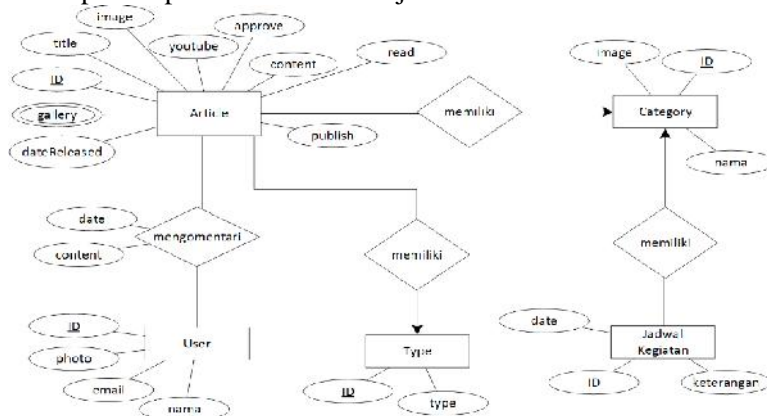 image
approve
title
youtube
read
image
ID
content
ID
Article
memiliki
Category
gallery
publish
dateReleased
nama
date
mengomentari
memiliki
memiliki
content
ID
User
date
Jadwal
Kegiatan
photo
Type
email
ID
ID
keterangan
nama
type